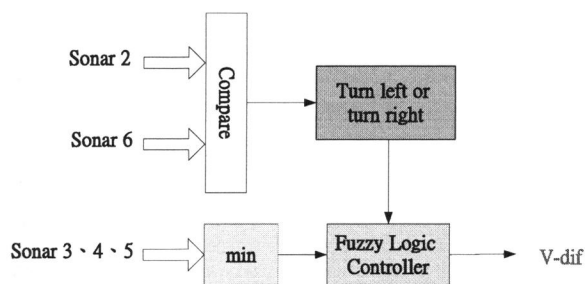 Sonar 2
Compare
Turn left or
turn right
Sonar 6
Sonar 3、4、5
min
Fuzzy Logic
Controller
V-dif